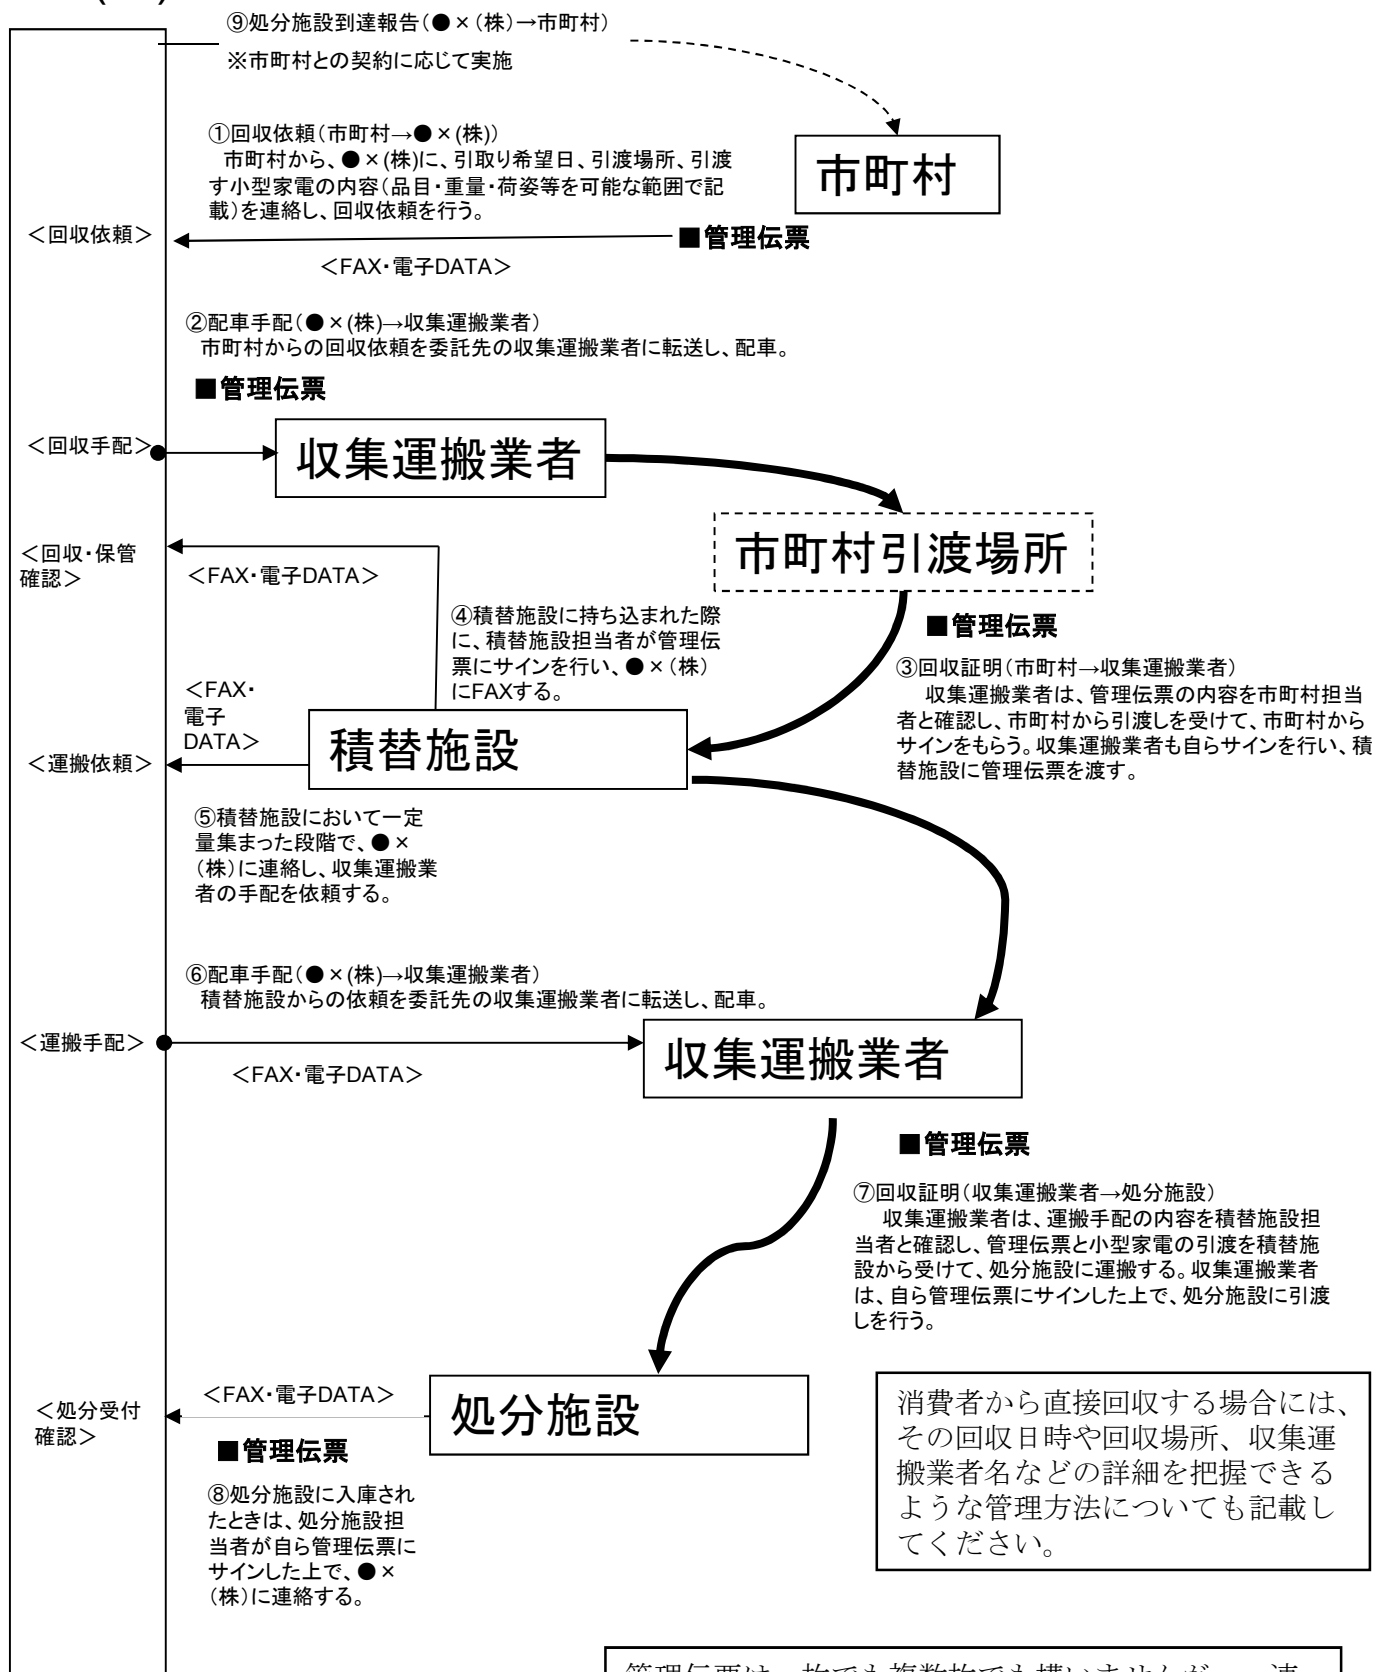 ⑨処分施設到達報告(●×(株)→市町村)
※市町村との契約に応じて実施
①回収依頼(市町村→●×(株))
市町村から、●×(株)に、引取り希望日、引渡場所、引渡
す小型家電の内容(品目・重量・荷姿等を可能な範囲で記
載)を連絡し、回収依頼を行う。
市町村
<回収依頼>
■管理伝票
<FAX・電子DATA>
②配車手配(●×(株)→収集運搬業者)
市町村からの回収依頼を委託先の収集運搬業者に転送し、配車。
■管理伝票
<回収手配>
収集運搬業者
市町村引渡場所
<回収・保管
確認>
<FAX・電子DATA>
④積替施設に持ち込まれた際
に、積替施設担当者が管理伝
票にサインを行い、●×(株)
にFAXする。
■管理伝票
③回収証明(市町村→収集運搬業者)
収集運搬業者は、管理伝票の内容を市町村担当
者と確認し、市町村から引渡しを受けて、市町村から
サインをもらう。収集運搬業者も自らサインを行い、積
替施設に管理伝票を渡す。
<FAX・
電子
DATA>
積替施設
<運搬依頼>
⑤積替施設において一定
量集まった段階で、●×
(株)に連絡し、収集運搬業
者の手配を依頼する。
⑥配車手配(●×(株)→収集運搬業者)
積替施設からの依頼を委託先の収集運搬業者に転送し、配車。
<運搬手配>
収集運搬業者
<FAX・電子DATA>
■管理伝票
⑦回収証明(収集運搬業者→処分施設)
収集運搬業者は、運搬手配の内容を積替施設担
当者と確認し、管理伝票と小型家電の引渡を積替施
設から受けて、処分施設に運搬する。収集運搬業者
は、自ら管理伝票にサインした上で、処分施設に引渡
しを行う。
<処分受付
確認>
<FAX・電子DATA>
処分施設
■管理伝票
⑧処分施設に入庫され
たときは、処分施設担
当者が自ら管理伝票に
サインした上で、●×
(株)に連絡する。
消費者から直接回収する場合には、
その回収日時や回収場所、収集運
搬業者名などの詳細を把握できる
ような管理方法についても記載し
てください。